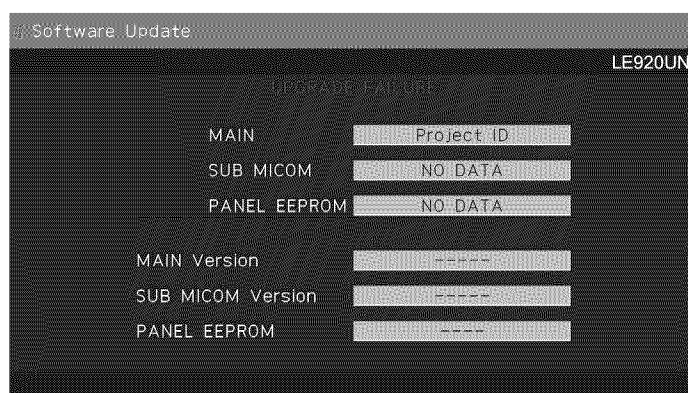 Software Update
LE920UN
UPGRADE FAILURE
MAIN Project ID
SUB MICOM NO DATA
PANEL EEPROM NO DATA
MAIN Version -----
SUB MICOM Version -----
PANEL EEPROM ----